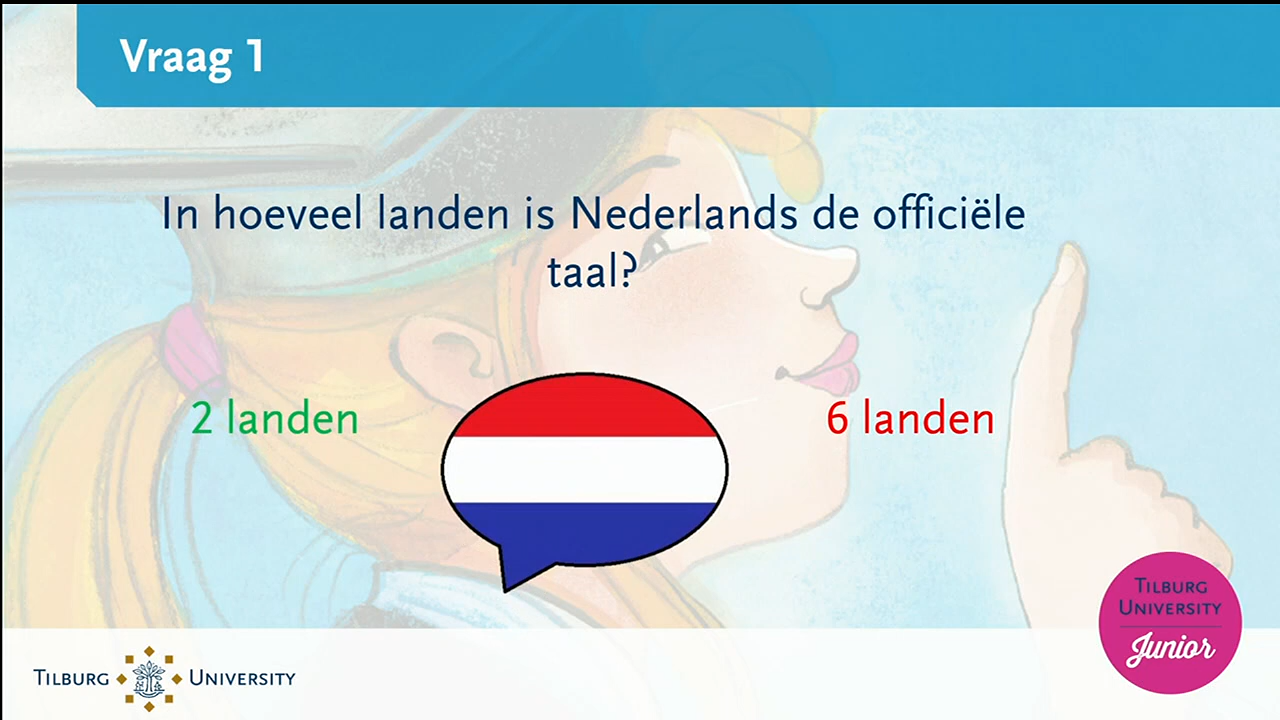 Vraag 1
In hoeveel landen is Nederlands de officiële
taal?
2 landen
6 landen
TILBURG UNIVERSITY
TILBURG
UNIVERSITY
Junior